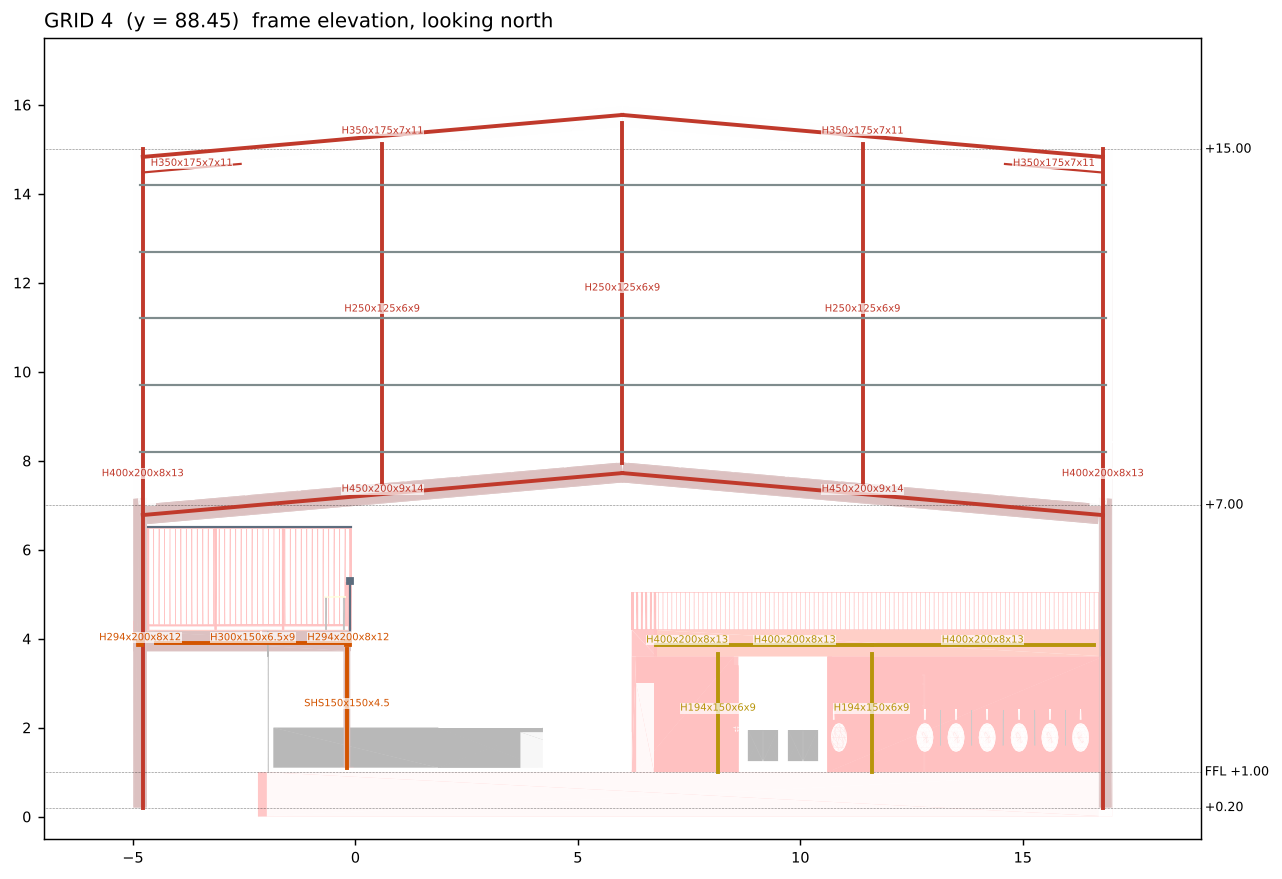 GRID 4  (y = 88.45)  frame elevation, looking north
16
H350x175x7x11
H350x175x7x11
+15.00
H350x175x7x11
H350x175x7x11
14
12
H250x125x6x9
H250x125x6x9
H250x125x6x9
10
8
H400x200x8x13
H400x200x8x13
H450x200x9x14
H450x200x9x14
+7.00
6
4
H294x200x8x12
H300x150x6.5x9
H294x200x8x12
H400x200x8x13
H400x200x8x13
H400x200x8x13
SHS150x150x4.5
H194x150x6x9
H194x150x6x9
2
FFL +1.00
+0.20
0
−5
0
5
10
15